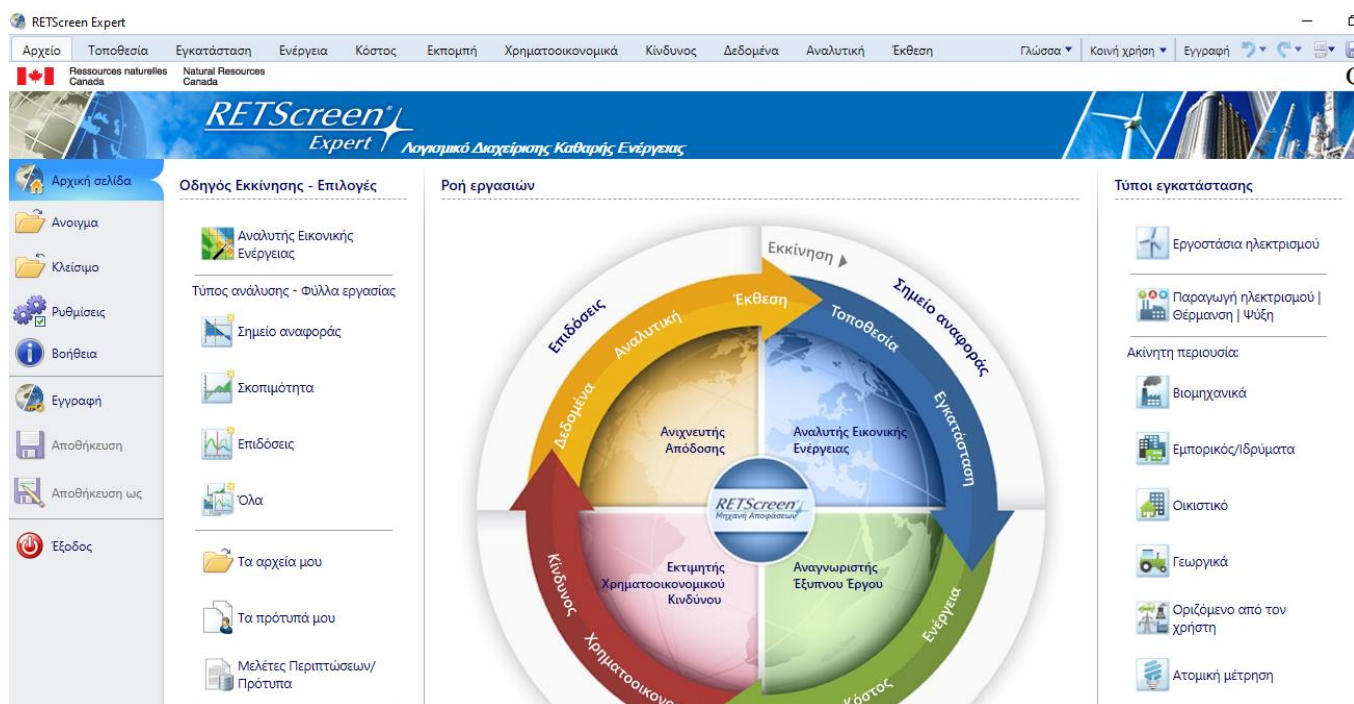 RETScreen Expert
Αρχείο Τοποθεσία Εγκατάσταση Ενέργεια Κόστος Εκπομπή Χρηματοοικονομικά Κίνδυνος Δεδομένα Αναλυτική Έκθεση Γλώσσα Κοινή χρήση Εγγραφή
Ressources naturelles Canada
Natural Resources Canada
RETScreen®
Expert
Λογισμικό Διαχείρισης Καθαρής Ενέργειας
Αρχική σελίδα
Ανοιγμα
Κλείσιμο
Ρυθμίσεις
Βοήθεια
Εγγραφή
Αποθήκευση
Αποθήκευση ως
Έξοδος
Οδηγός Εκκίνησης - Επιλογές
Αναλυτής Εικονικής
Ενέργειας
Τύπος ανάλυσης - Φύλλα εργασίας
Σημείο αναφοράς
Σκοπιμότητα
Επιδόσεις
Όλα
Τα αρχεία μου
Τα πρότυπά μου
Μελέτες Περιπτώσεων/
Πρότυπα
Ροή εργασιών
Εκκίνηση
Επιδόσεις
Σημείο αναφοράς
Δεδομένα
Αναλυτική
Έκθεση
Τοποθεσία
Εγκατάσταση
Ανιχνευτής
Απόδοσης
Αναλυτής Εικονικής
Ενέργειας
RETScreen®
Μηχανή Αποφάσεων
Εκτιμητής
Χρηματοοικονομικού
Κινδύνου
Αναγνωριστής
Έξυπνου Έργου
Κίνδυνος
Ενέργεια
Κόστος
Τύποι εγκατάστασης
Εργοστάσια ηλεκτρισμού
Παραγωγή ηλεκτρισμού |
Θέρμανση | Ψύξη
Ακίνητη περιουσία:
Βιομηχανικά
Εμπορικός/Ιδρύματα
Οικιστικό
Γεωργικά
Οριζόμενο από τον
χρήστη
Ατομική μέτρηση